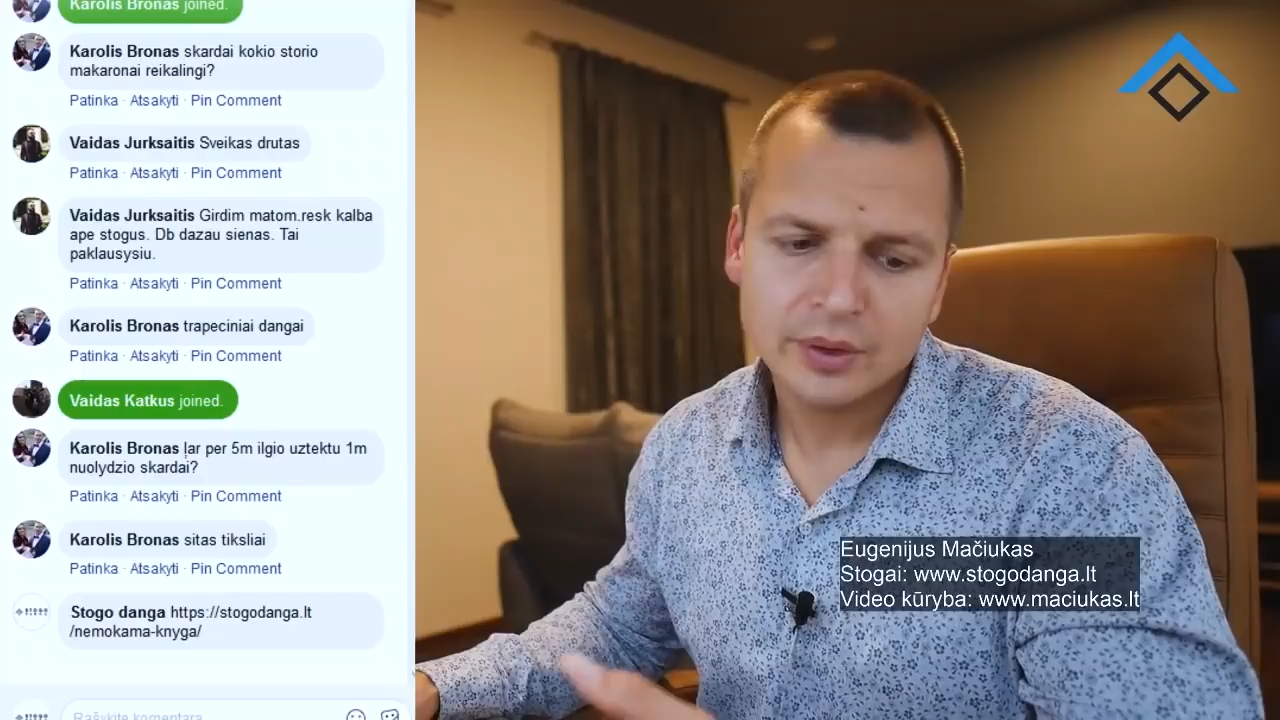 Karolis Bronas joined.
Karolis Bronas skardai kokio storio
makaronai reikalingi?
Patinka · Atsakyti · Pin Comment
Vaidas Jurksaitis Sveikas drutas
Patinka · Atsakyti · Pin Comment
Vaidas Jurksaitis Girdim matom.resk kalba
ape stogus. Db dazau sienas. Tai
paklausysiu.
Patinka · Atsakyti · Pin Comment
Karolis Bronas trapeciniai dangai
Patinka · Atsakyti · Pin Comment
Vaidas Katkus joined.
Karolis Bronas Įar per 5m ilgio uztektu 1m
nuolydzio skardai?
Patinka · Atsakyti · Pin Comment
Karolis Bronas sitas tiksliai
Patinka · Atsakyti · Pin Comment
Stogo danga https://stogodanga.lt
/nemokama-knyga/
Rašykite komentarą
Eugenijus Mačiukas
Stogai: www.stogodanga.lt
Video kūryba: www.maciukas.lt